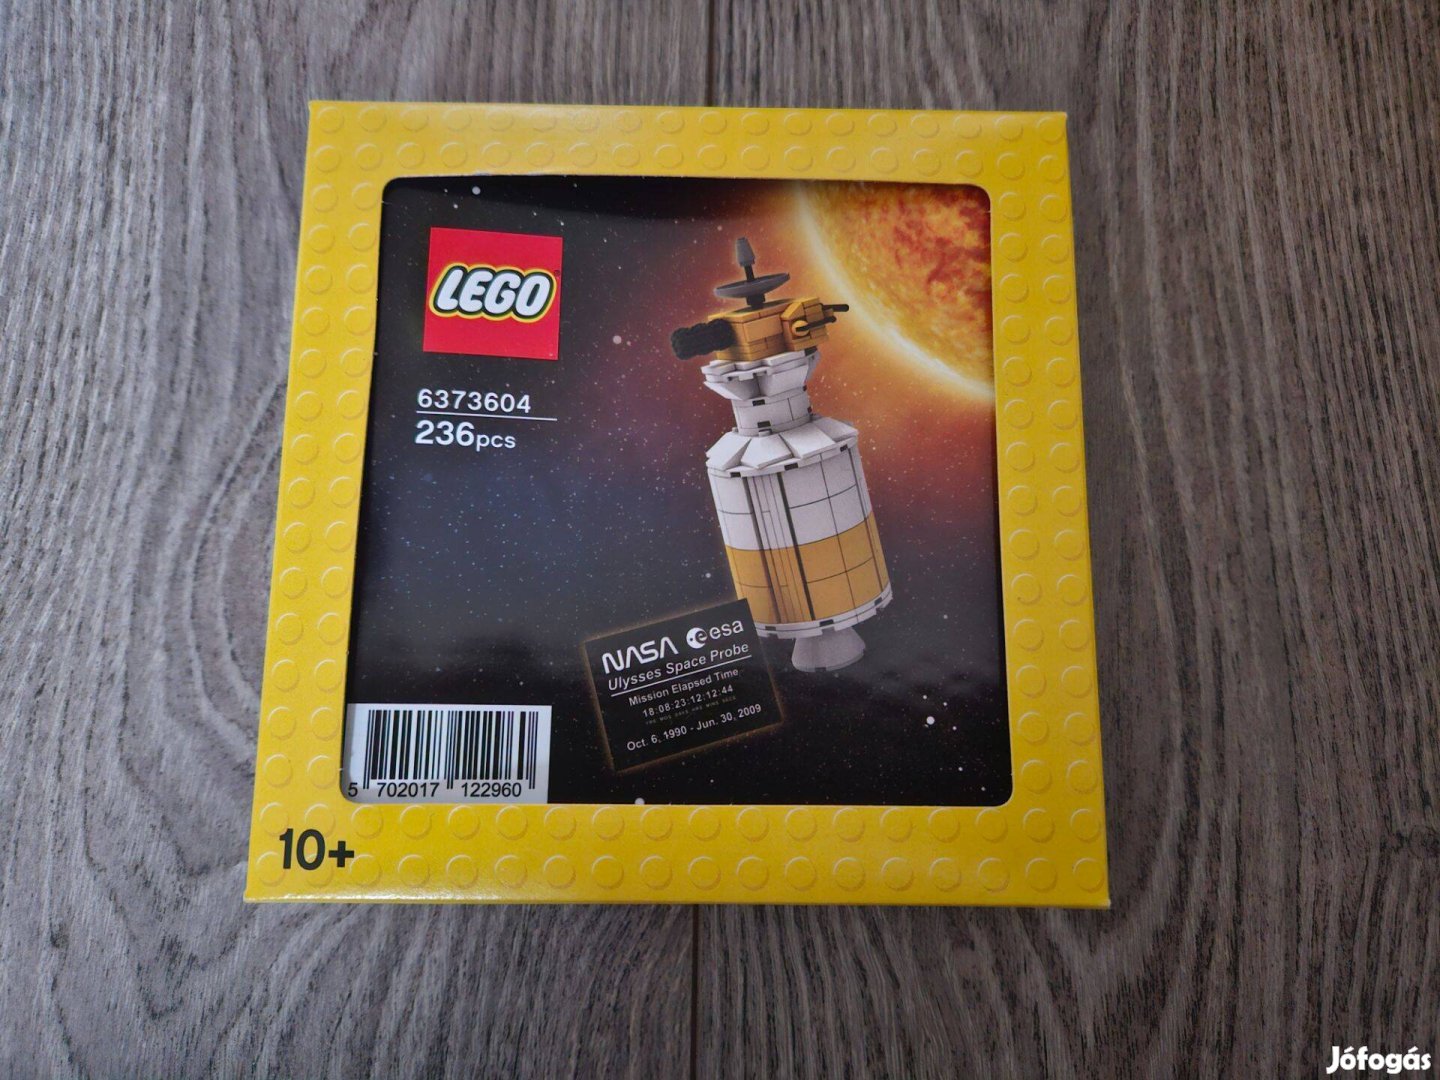 LEGO
6373604
236pcs
NASA esa
Ulysses Space Probe
Mission Elapsed Time
18:08:23:12:12:44
Oct. 6, 1990 - Jun. 30, 2009
5 702017 122960
10+
Jófogás